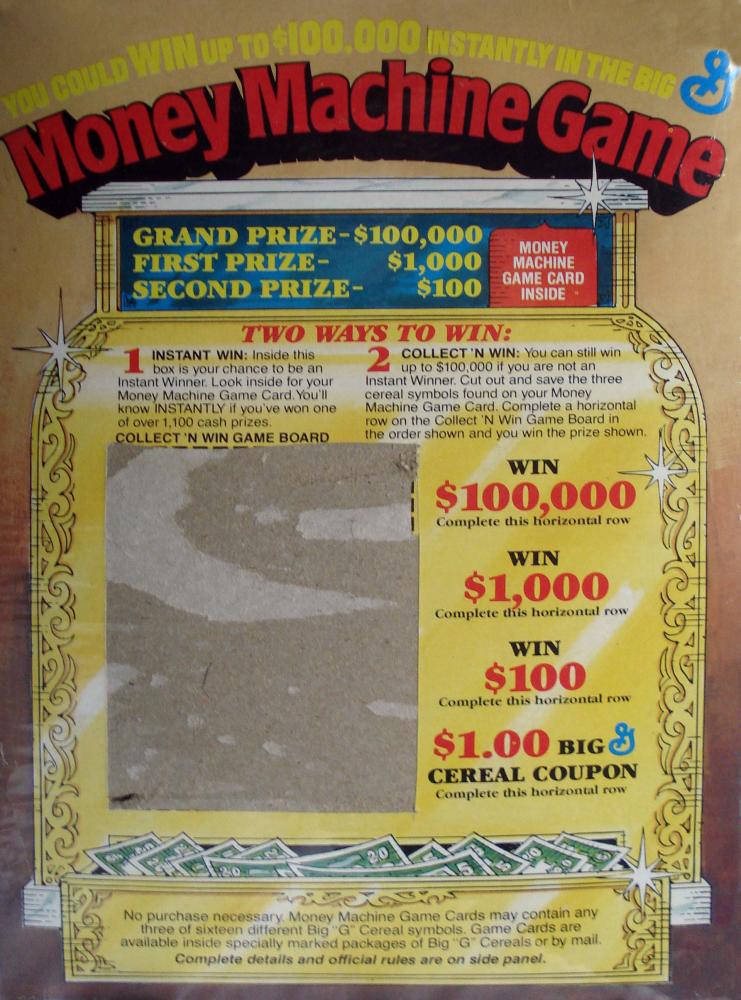 YOU COULD WIN UP TO $100,000 INSTANTLY IN THE BIG G
Money Machine Game
GRAND PRIZE-$100,000
FIRST PRIZE- $1,000
SECOND PRIZE- $100
MONEY
MACHINE
GAME CARD
INSIDE
TWO WAYS TO WIN:
1 INSTANT WIN: Inside this
box is your chance to be an
Instant Winner. Look inside for your
Money Machine Game Card. You'll
know INSTANTLY if you've won one
of over 1,100 cash prizes.
2 COLLECT 'N WIN: You can still win
up to $100,000 if you are not an
Instant Winner. Cut out and save the three
cereal symbols found on your Money
Machine Game Card. Complete a horizontal
row on the Collect 'N Win Game Board in
the order shown and you win the prize shown.
COLLECT 'N WIN GAME BOARD
WIN
$100,000
Complete this horizontal row
WIN
$1,000
Complete this horizontal row
WIN
$100
Complete this horizontal row
$1.00 BIG G
CEREAL COUPON
Complete this horizontal row
20
20
20
No purchase necessary. Money Machine Game Cards may contain any
three of sixteen different Big "G" Cereal symbols. Game Cards are
available inside specially marked packages of Big "G" Cereals or by mail.
Complete details and official rules are on side panel.